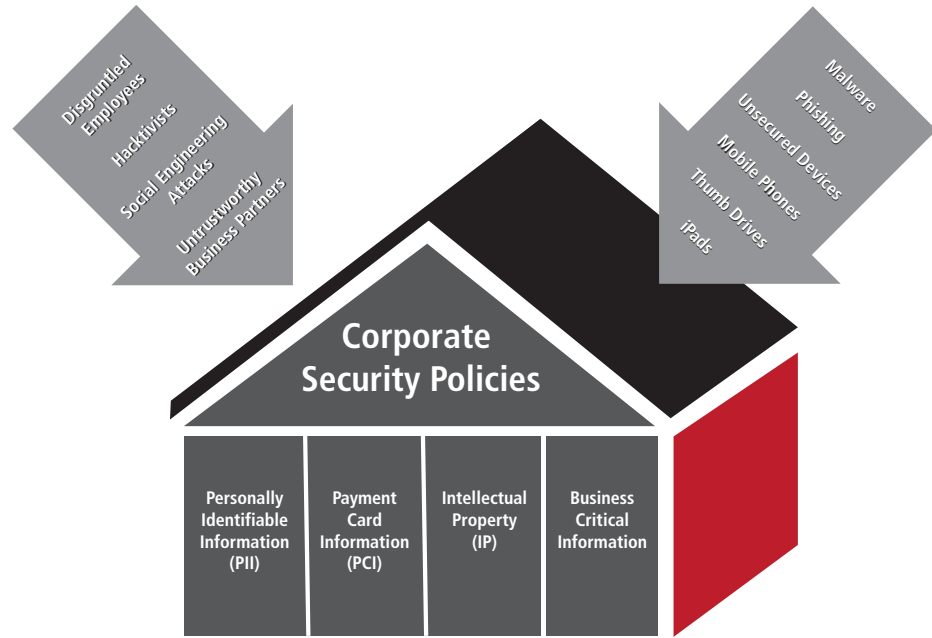 Disgruntled
Employees
Hacktivists
Social Engineering
Attacks
Untrustworthy
Business Partners
Malware
Phishing
Unsecured Devices
Mobile Phones
Thumb Drives
iPads
Corporate
Security Policies
Personally
Identifiable
Information
(PII)
Payment
Card
Information
(PCI)
Intellectual
Property
(IP)
Business
Critical
Information